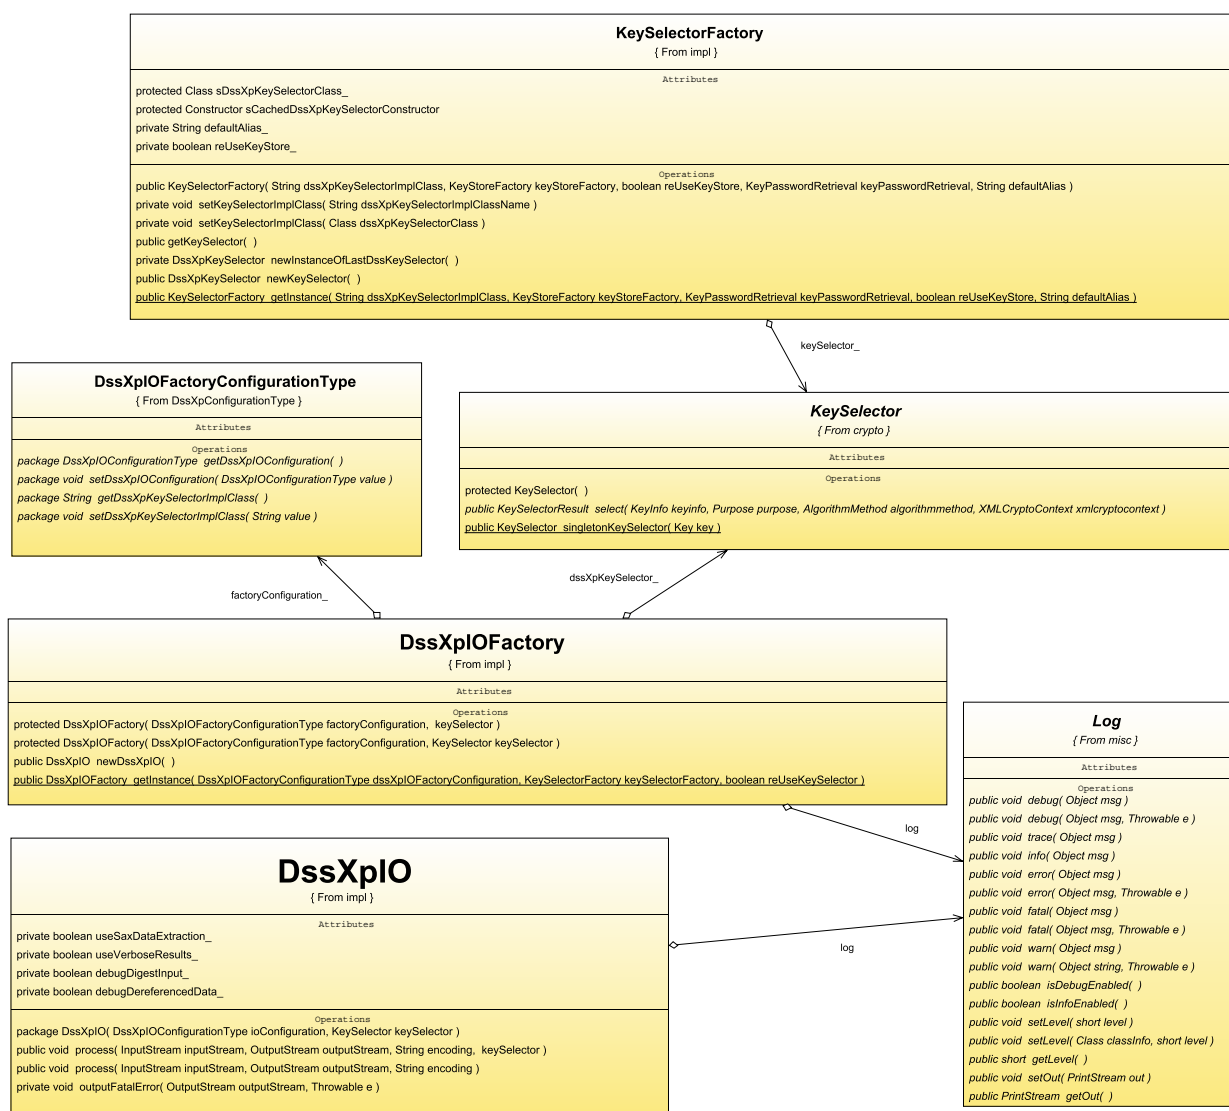 KeySelectorFactory
{ From impl }
Attributes
protected Class sDssXpKeySelectorClass_
protected Constructor sCachedDssXpKeySelectorConstructor
private String defaultAlias_
private boolean reUseKeyStore_
Operations
public KeySelectorFactory( String dssXpKeySelectorImplClass, KeyStoreFactory keyStoreFactory, boolean reUseKeyStore, KeyPasswordRetrieval keyPasswordRetrieval, String defaultAlias )
private void  setKeySelectorImplClass( String dssXpKeySelectorImplClassName )
private void  setKeySelectorImplClass( Class dssXpKeySelectorClass )
public getKeySelector(  )
private DssXpKeySelector  newInstanceOfLastDssKeySelector(  )
public DssXpKeySelector  newKeySelector(  )
public KeySelectorFactory  getInstance( String dssXpKeySelectorImplClass, KeyStoreFactory keyStoreFactory, KeyPasswordRetrieval keyPasswordRetrieval, boolean reUseKeyStore, String defaultAlias )
keySelector_
DssXpIOFactoryConfigurationType
{ From DssXpConfigurationType }
Attributes
Operations
package DssXpIOConfigurationType  getDssXpIOConfiguration(  )
package void  setDssXpIOConfiguration( DssXpIOConfigurationType value )
package String  getDssXpKeySelectorImplClass(  )
package void  setDssXpKeySelectorImplClass( String value )
KeySelector
{ From crypto }
Attributes
Operations
protected KeySelector(  )
public KeySelectorResult  select( KeyInfo keyinfo, Purpose purpose, AlgorithmMethod algorithmmethod, XMLCryptoContext xmlcryptocontext )
public KeySelector  singletonKeySelector( Key key )
factoryConfiguration_
dssXpKeySelector_
DssXpIOFactory
{ From impl }
Attributes
Operations
protected DssXpIOFactory( DssXpIOFactoryConfigurationType factoryConfiguration,  keySelector )
protected DssXpIOFactory( DssXpIOFactoryConfigurationType factoryConfiguration, KeySelector keySelector )
public DssXpIO  newDssXpIO(  )
public DssXpIOFactory  getInstance( DssXpIOFactoryConfigurationType dssXpIOFactoryConfiguration, KeySelectorFactory keySelectorFactory, boolean reUseKeySelector )
log
DssXpIO
{ From impl }
Attributes
private boolean useSaxDataExtraction_
private boolean useVerboseResults_
private boolean debugDigestInput_
private boolean debugDereferencedData_
Operations
package DssXpIO( DssXpIOConfigurationType ioConfiguration, KeySelector keySelector )
public void  process( InputStream inputStream, OutputStream outputStream, String encoding,  keySelector )
public void  process( InputStream inputStream, OutputStream outputStream, String encoding )
private void  outputFatalError( OutputStream outputStream, Throwable e )
log
Log
{ From misc }
Attributes
Operations
public void  debug( Object msg )
public void  debug( Object msg, Throwable e )
public void  trace( Object msg )
public void  info( Object msg )
public void  error( Object msg )
public void  error( Object msg, Throwable e )
public void  fatal( Object msg )
public void  fatal( Object msg, Throwable e )
public void  warn( Object msg )
public void  warn( Object string, Throwable e )
public boolean  isDebugEnabled(  )
public boolean  isInfoEnabled(  )
public void  setLevel( short level )
public void  setLevel( Class classInfo, short level )
public short  getLevel(  )
public void  setOut( PrintStream out )
public PrintStream  getOut(  )